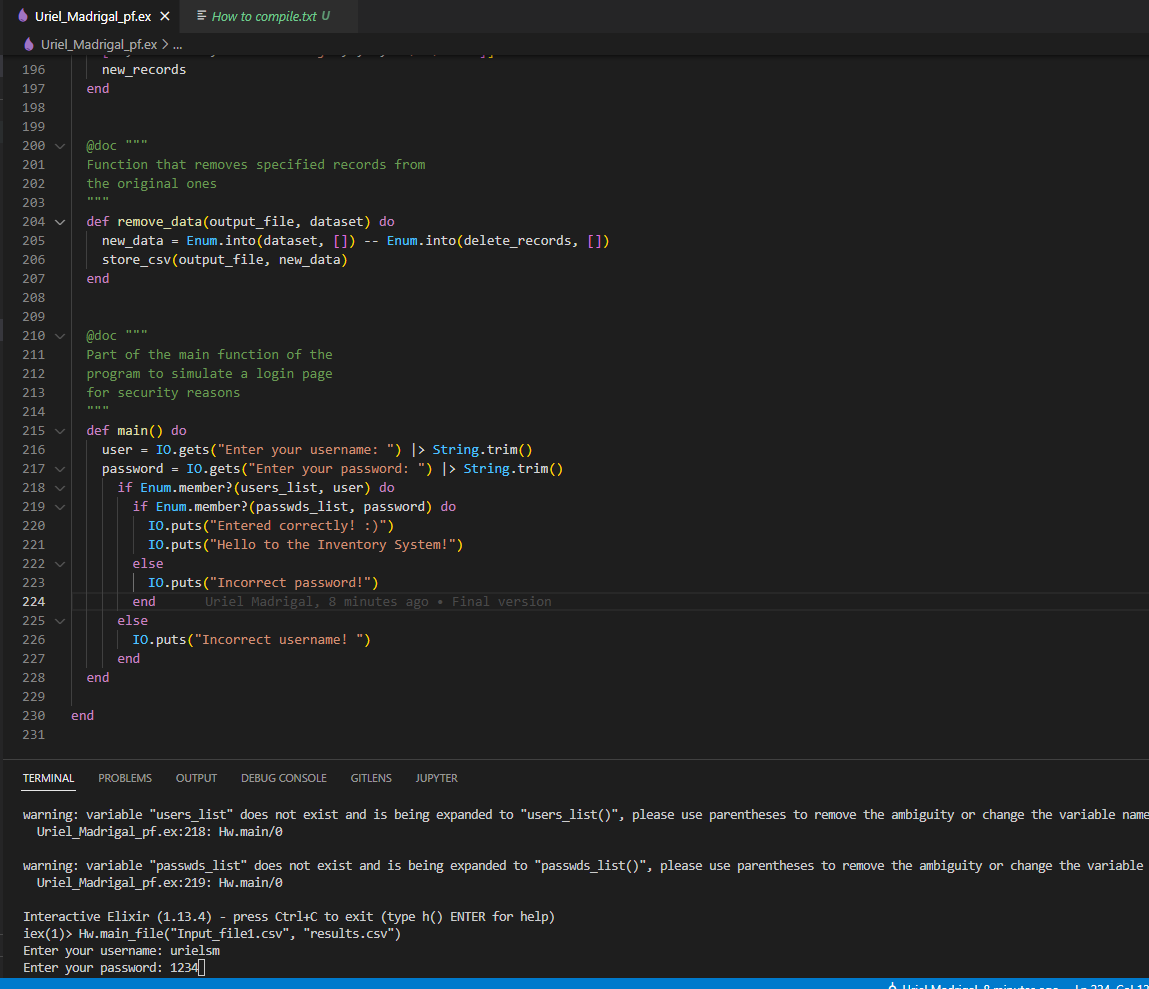 Uriel_Madrigal_pf.ex How to compile.txt U
Uriel_Madrigal_pf.ex > ...
196 new_records
197 end
198
199
200 @doc """
201 Function that removes specified records from
202 the original ones
203 """
204 def remove_data(output_file, dataset) do
205 new_data = Enum.into(dataset, []) -- Enum.into(delete_records, [])
206 store_csv(output_file, new_data)
207 end
208
209
210 @doc """
211 Part of the main function of the
212 program to simulate a login page
213 for security reasons
214 """
215 def main() do
216 user = IO.gets("Enter your username: ") |> String.trim()
217 password = IO.gets("Enter your password: ") |> String.trim()
218 if Enum.member?(users_list, user) do
219 if Enum.member?(passwds_list, password) do
220 IO.puts("Entered correctly! :)")
221 IO.puts("Hello to the Inventory System!")
222 else
223 IO.puts("Incorrect password!")
224 end Uriel Madrigal, 8 minutes ago • Final version
225 else
226 IO.puts("Incorrect username! ")
227 end
228 end
229
230 end
231
TERMINAL PROBLEMS OUTPUT DEBUG CONSOLE GITLENS JUPYTER
warning: variable "users_list" does not exist and is being expanded to "users_list()", please use parentheses to remove the ambiguity or change the variable name
Uriel_Madrigal_pf.ex:218: Hw.main/0
warning: variable "passwds_list" does not exist and is being expanded to "passwds_list()", please use parentheses to remove the ambiguity or change the variable
Uriel_Madrigal_pf.ex:219: Hw.main/0
Interactive Elixir (1.13.4) - press Ctrl+C to exit (type h() ENTER for help)
iex(1)> Hw.main_file("Input_file1.csv", "results.csv")
Enter your username: urielsm
Enter your password: 1234
Uriel Madrigal, 8 minutes ago Ln 224, Col